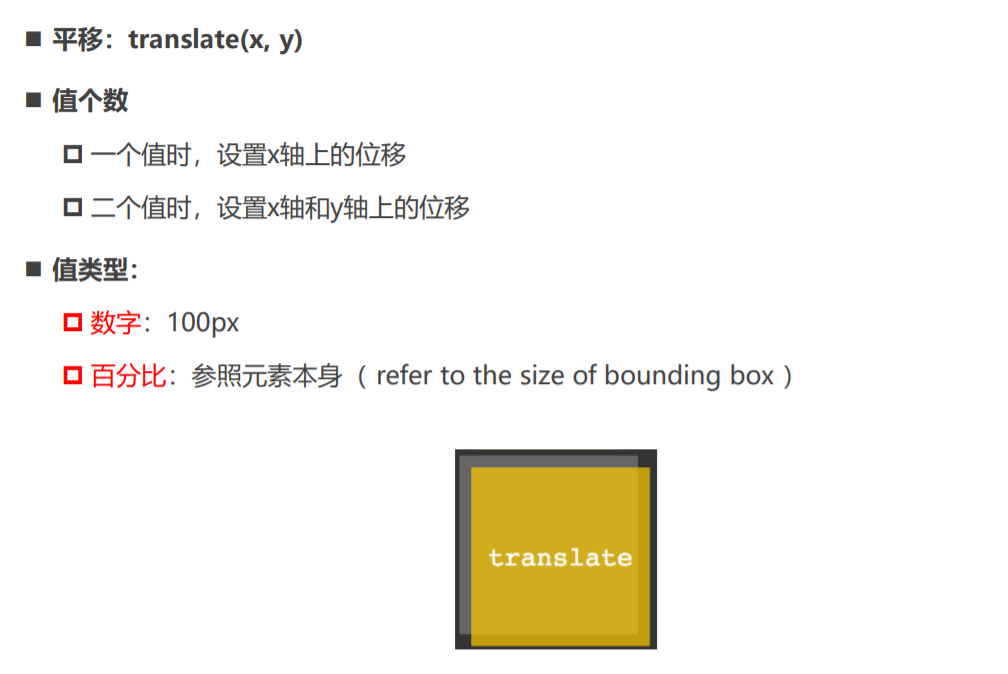 平移：translate(x, y)
值个数
一个值时，设置x轴上的位移
二个值时，设置x轴和y轴上的位移
值类型：
数字：100px
百分比：参照元素本身（ refer to the size of bounding box ）
translate